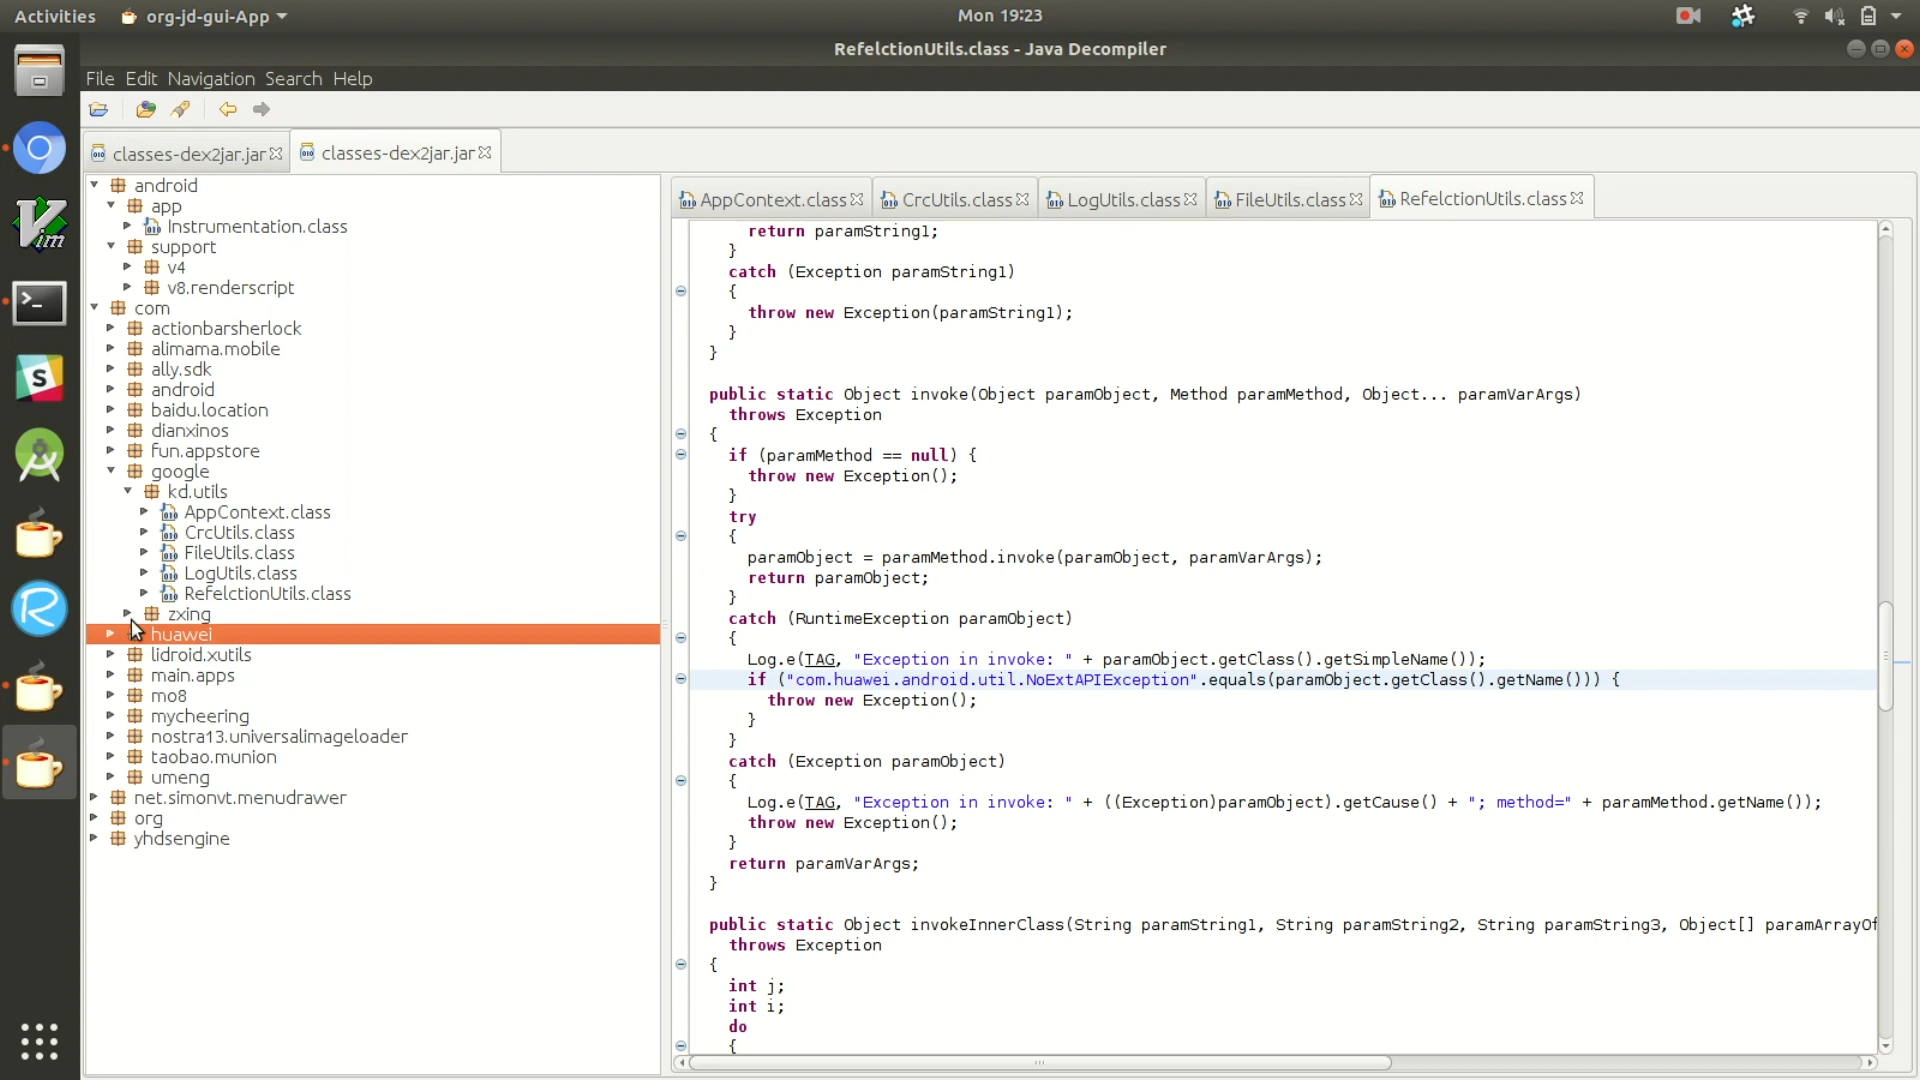 Activities
org-jd-gui-App
Mon 19:23
RefelctionUtils.class - Java Decompiler
File Edit Navigation Search Help
classes-dex2jar.jar
classes-dex2jar.jar
android
app
Instrumentation.class
support
v4
v8.renderscript
com
actionbarsherlock
alimama.mobile
ally.sdk
android
baidu.location
dianxinos
fun.appstore
google
kd.utils
AppContext.class
CrcUtils.class
FileUtils.class
LogUtils.class
RefelctionUtils.class
zxing
huawei
lidroid.xutils
main.apps
mo8
mycheering
nostra13.universalimageloader
taobao.munion
umeng
net.simonvt.menudrawer
org
yhdsengine
AppContext.class
CrcUtils.class
LogUtils.class
FileUtils.class
RefelctionUtils.class
return paramString1;
}
catch (Exception paramString1)
{
throw new Exception(paramString1);
}
}
public static Object invoke(Object paramObject, Method paramMethod, Object... paramVarArgs)
throws Exception
{
if (paramMethod == null) {
throw new Exception();
}
try
{
paramObject = paramMethod.invoke(paramObject, paramVarArgs);
return paramObject;
}
catch (RuntimeException paramObject)
{
Log.e(TAG, "Exception in invoke: " + paramObject.getClass().getSimpleName());
if ("com.huawei.android.util.NoExtAPIException".equals(paramObject.getClass().getName())) {
throw new Exception();
}
}
catch (Exception paramObject)
{
Log.e(TAG, "Exception in invoke: " + ((Exception)paramObject).getCause() + "; method=" + paramMethod.getName());
throw new Exception();
}
return paramVarArgs;
}
public static Object invokeInnerClass(String paramString1, String paramString2, String paramString3, Object[] paramArrayOf
throws Exception
{
int j;
int i;
do
{
Vim
S
R